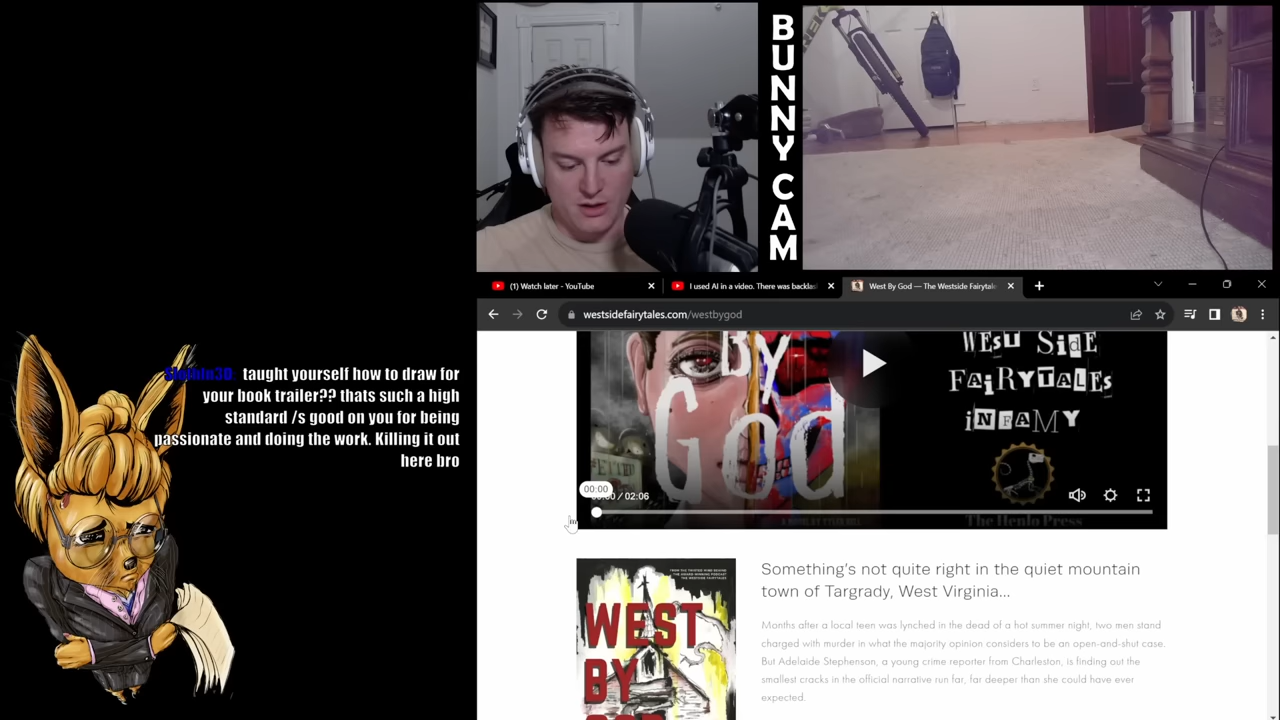 BUNNY CAM
(1) Watch later - YouTube
I used AI in a video. There was backlas
West By God — The Westside Fairytale
westsidefairytales.com/westbygod
taught yourself how to draw for
your book trailer?? thats such a high
standard /s good on you for being
passionate and doing the work. Killing it out
here bro
By
God
WEST SiDE
FAiRYTALES
iNFAMY
00:00
/ 02:06
The Henlo Press
Something's not quite right in the quiet mountain
town of Targrady, West Virginia...
Months after a local teen was lynched in the dead of a hot summer night, two men stand
charged with murder in what the majority opinion considers to be an open-and-shut case.
But Adelaide Stephenson, a young crime reporter from Charleston, is finding out the
smallest cracks in the official narrative run far, far deeper than she could have ever
expected.
THE WESTSIDE FAIRYTALES
WEST
BY
GOD